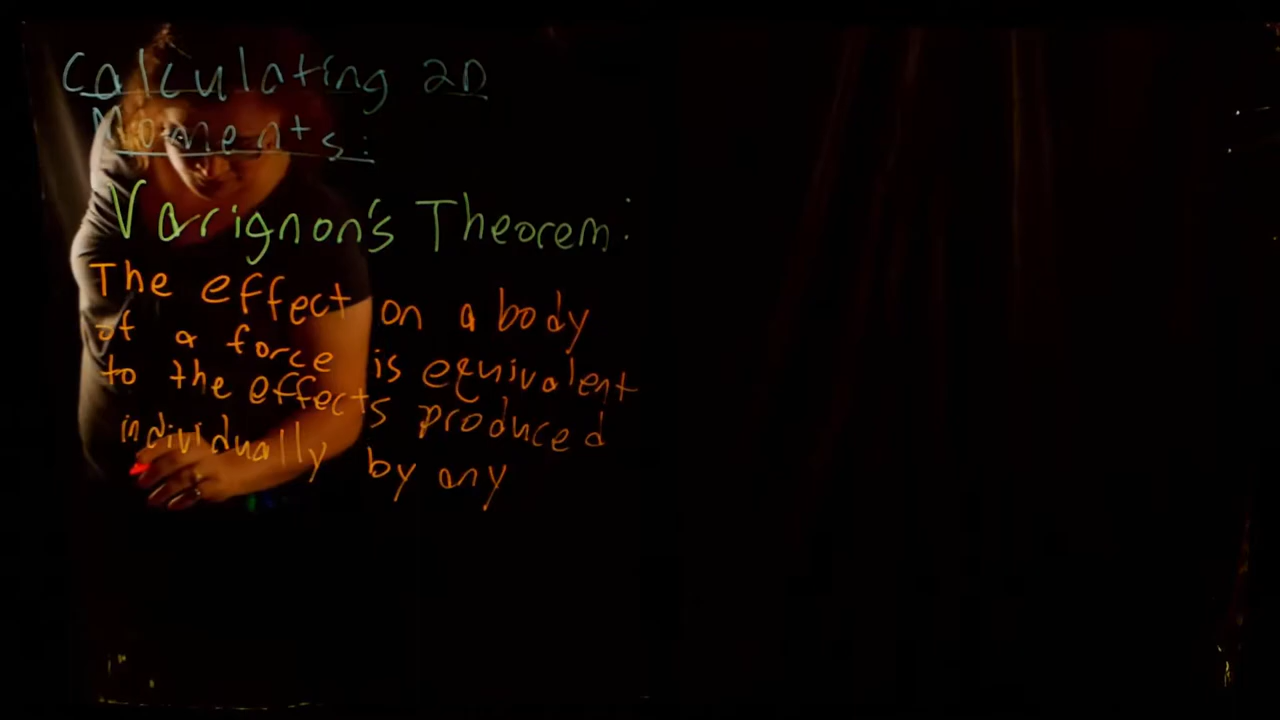 Calculating 2D
Moments:
Varignon's Theorem:
The effect on a body
of a force is equivalent
to the effects produced
individually by any